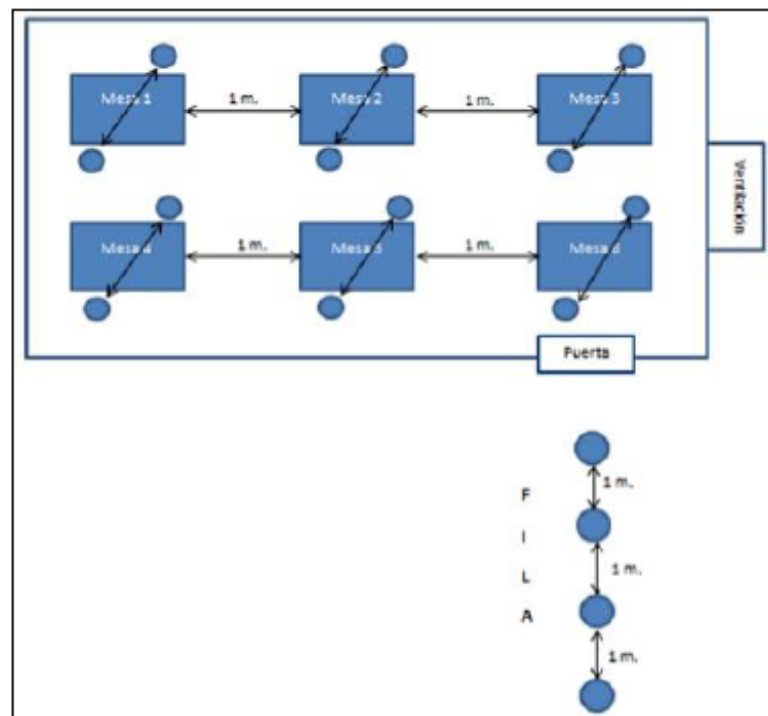 Mesa 1
1 m.
Mesa 2
1 m.
Mesa 3
Ventilación
Mesa 4
1 m.
Mesa 5
1 m.
Mesa 6
Puerta
1 m.
F
I
L
A
1 m.
1 m.